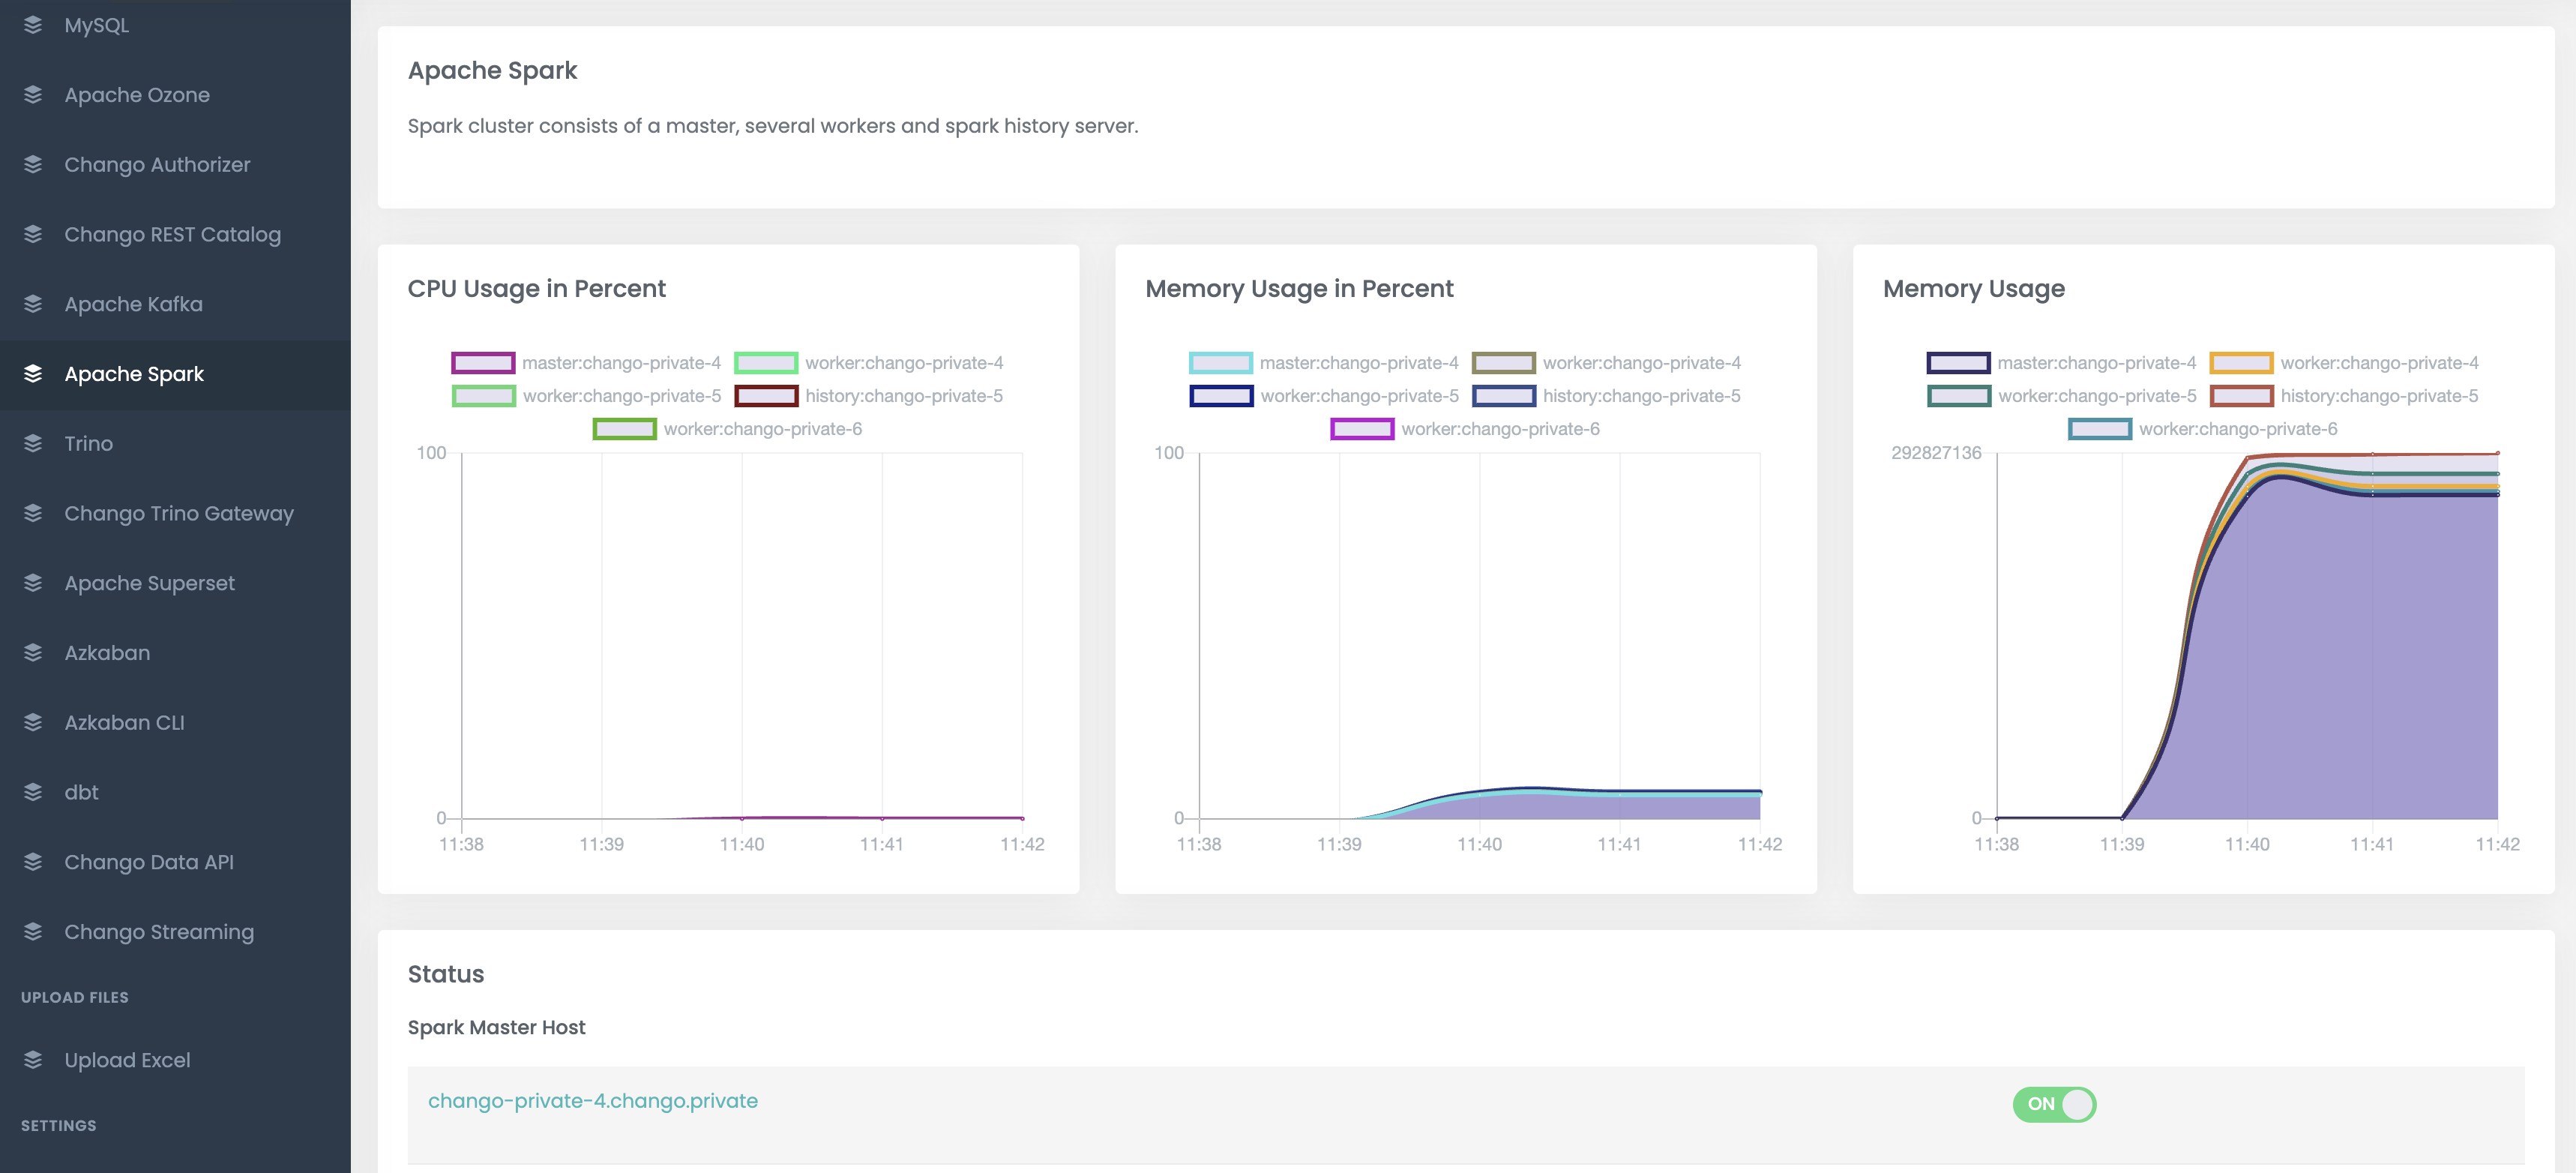 MySQL
Apache Ozone
Chango Authorizer
Chango REST Catalog
Apache Kafka
Apache Spark
Trino
Chango Trino Gateway
Apache Superset
Azkaban
Azkaban CLI
dbt
Chango Data API
Chango Streaming
UPLOAD FILES
Upload Excel
SETTINGS
Apache Spark
Spark cluster consists of a master, several workers and spark history server.
CPU Usage in Percent
master:chango-private-4 worker:chango-private-4
worker:chango-private-5 history:chango-private-5
worker:chango-private-6
100
0
11:38 11:39 11:40 11:41 11:42
Memory Usage in Percent
master:chango-private-4 worker:chango-private-4
worker:chango-private-5 history:chango-private-5
worker:chango-private-6
100
0
11:38 11:39 11:40 11:41 11:42
Memory Usage
master:chango-private-4 worker:chango-private-4
worker:chango-private-5 history:chango-private-5
worker:chango-private-6
292827136
0
11:38 11:39 11:40 11:41 11:42
Status
Spark Master Host
chango-private-4.chango.private ON